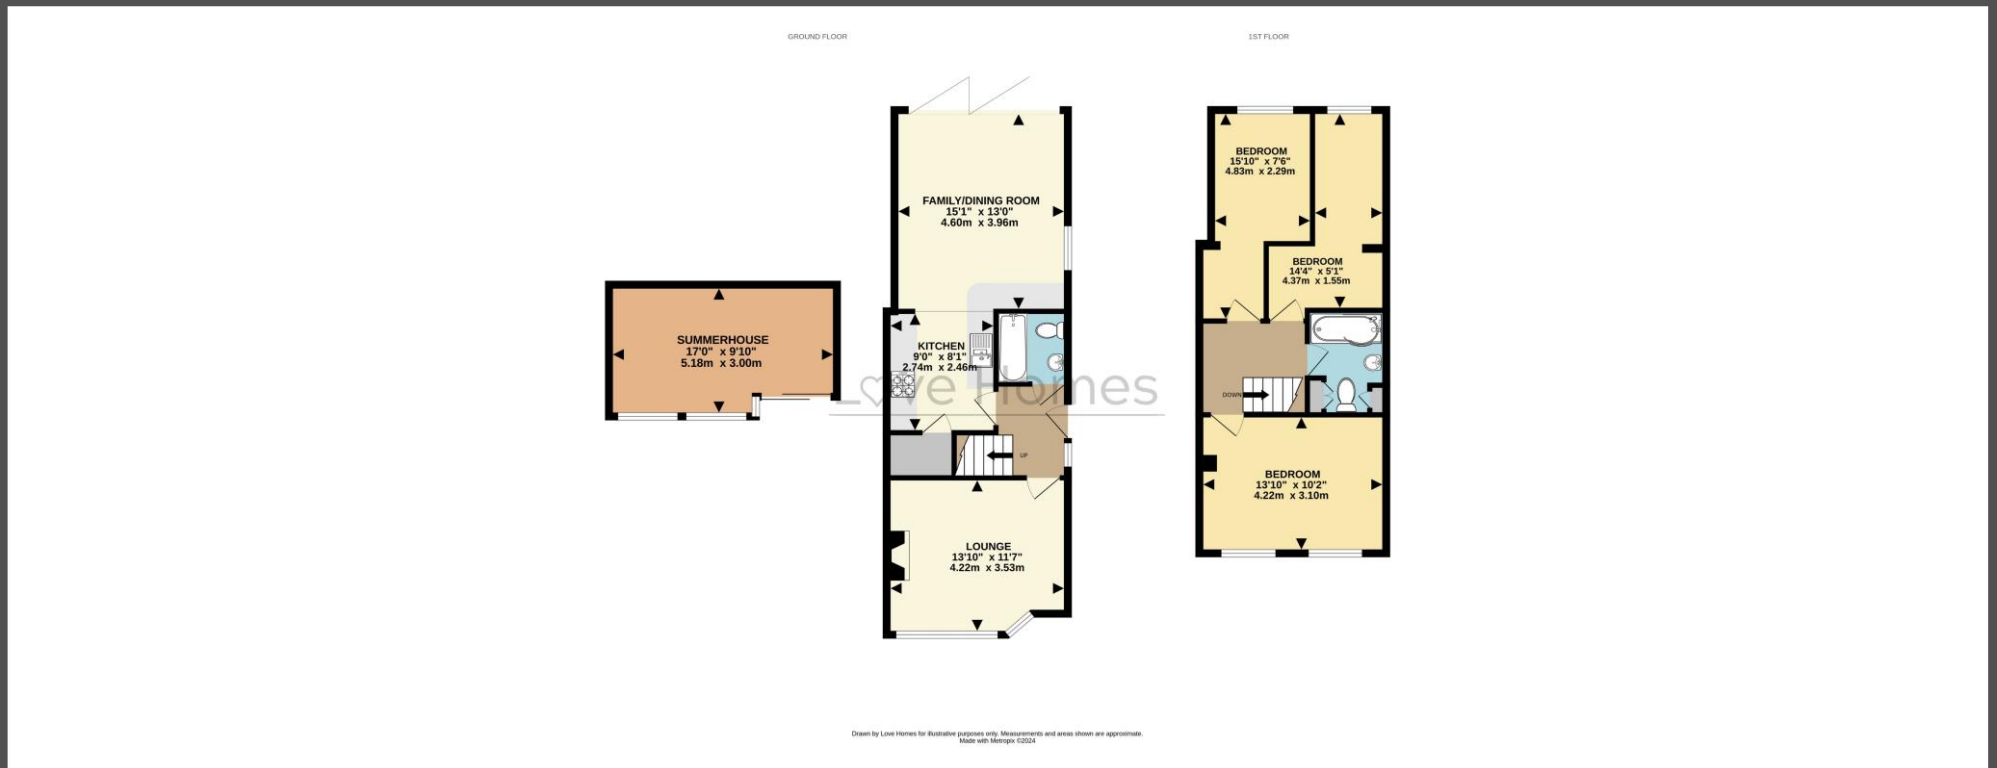 GROUND FLOOR
1ST FLOOR
FAMILY/DINING ROOM
15'1" x 13'0"
4.60m x 3.96m
SUMMERHOUSE
17'0" x 9'10"
5.18m x 3.00m
KITCHEN
9'0" x 8'1"
2.74m x 2.46m
UP
LOUNGE
13'10" x 11'7"
4.22m x 3.53m
BEDROOM
15'10" x 7'6"
4.83m x 2.29m
BEDROOM
14'4" x 5'1"
4.37m x 1.55m
DOWN
BEDROOM
13'10" x 10'2"
4.22m x 3.10m
Love Homes
Drawn by Love Homes for illustrative purposes only. Measurements and areas shown are approximate.
Made with Metropix ©2024